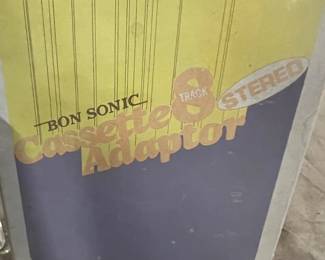 BON SONIC
Cassette 8 TRACK STEREO
Adaptor